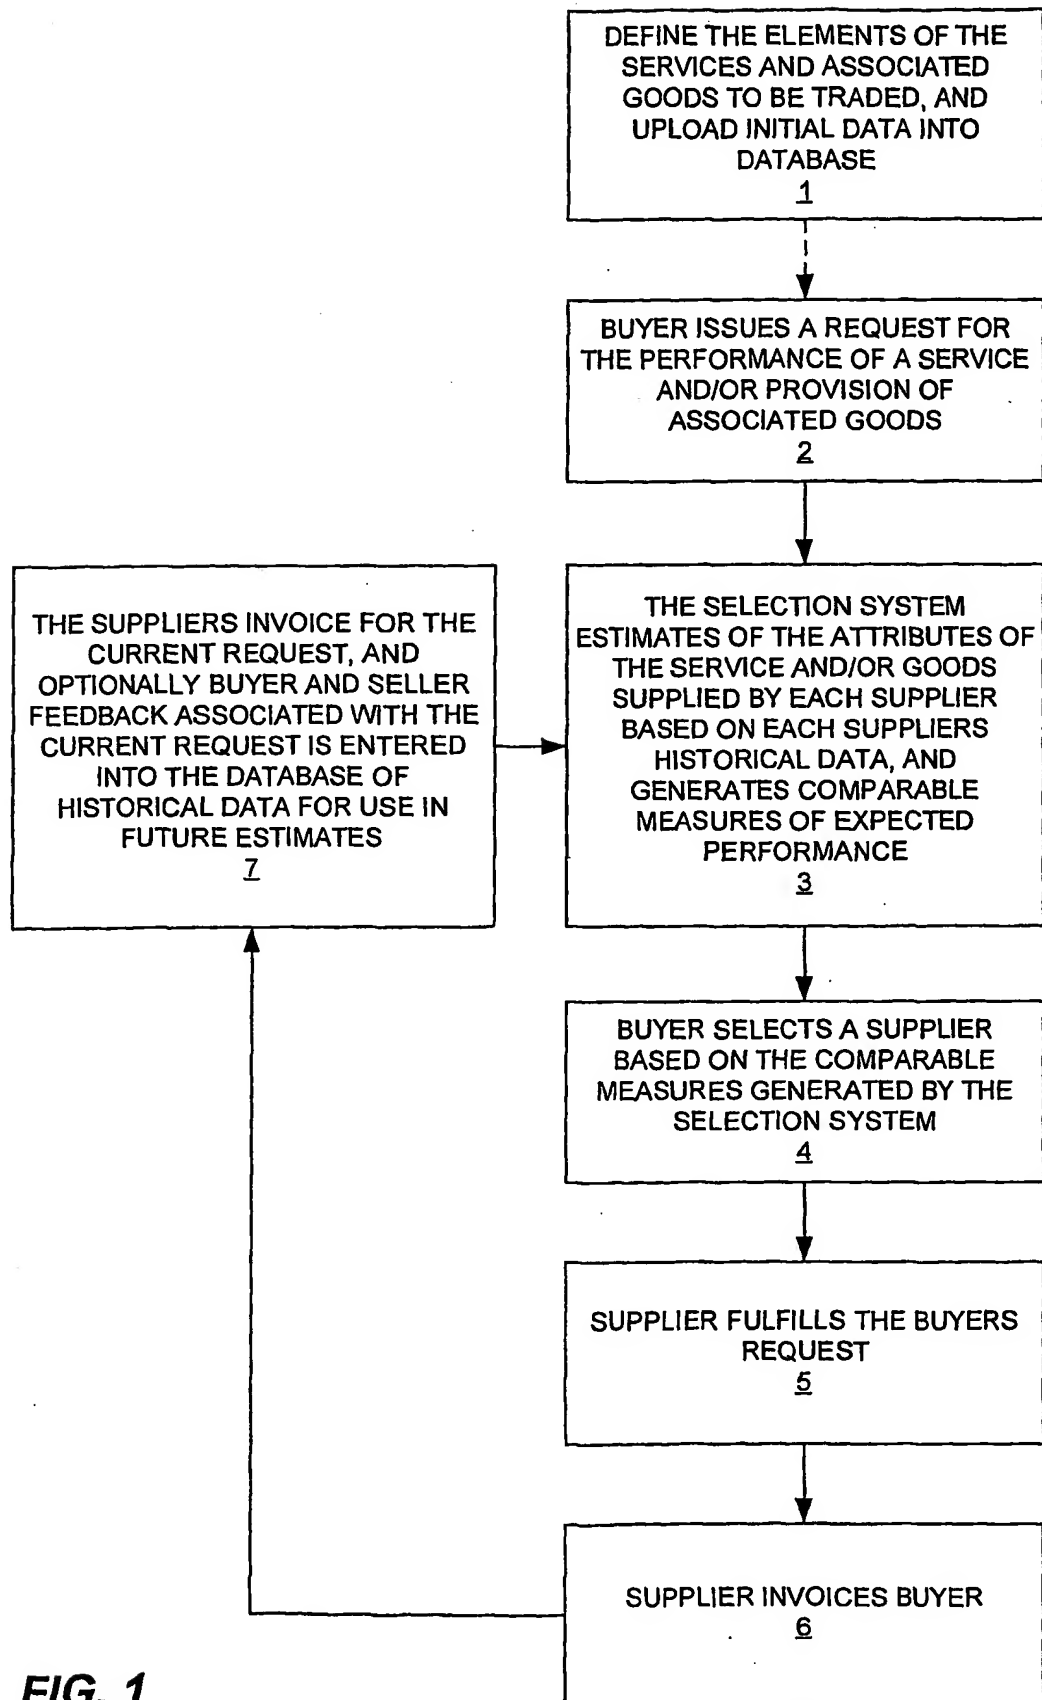 DEFINE THE ELEMENTS OF THE
SERVICES AND ASSOCIATED
GOODS TO BE TRADED, AND
UPLOAD INITIAL DATA INTO
DATABASE
1
BUYER ISSUES A REQUEST FOR
THE PERFORMANCE OF A SERVICE
AND/OR PROVISION OF
ASSOCIATED GOODS
2
THE SELECTION SYSTEM
ESTIMATES OF THE ATTRIBUTES OF
THE SERVICE AND/OR GOODS
SUPPLIED BY EACH SUPPLIER
BASED ON EACH SUPPLIERS
HISTORICAL DATA, AND
GENERATES COMPARABLE
MEASURES OF EXPECTED
PERFORMANCE
3
BUYER SELECTS A SUPPLIER
BASED ON THE COMPARABLE
MEASURES GENERATED BY THE
SELECTION SYSTEM
4
SUPPLIER FULFILLS THE BUYERS
REQUEST
5
SUPPLIER INVOICES BUYER
6
THE SUPPLIERS INVOICE FOR THE
CURRENT REQUEST, AND
OPTIONALLY BUYER AND SELLER
FEEDBACK ASSOCIATED WITH THE
CURRENT REQUEST IS ENTERED
INTO THE DATABASE OF
HISTORICAL DATA FOR USE IN
FUTURE ESTIMATES
7
FIG. 1